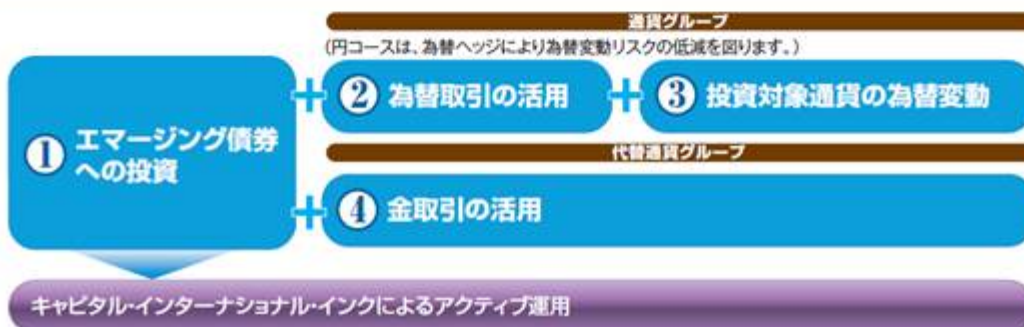 通貨グループ
(円コースは、為替ヘッジにより為替変動リスクの低減を図ります。)
① エマージング債券
への投資
+ ② 為替取引の活用 + ③ 投資対象通貨の為替変動
代替通貨グループ
+ ④ 金取引の活用
キャピタル・インターナショナル・インクによるアクティブ運用